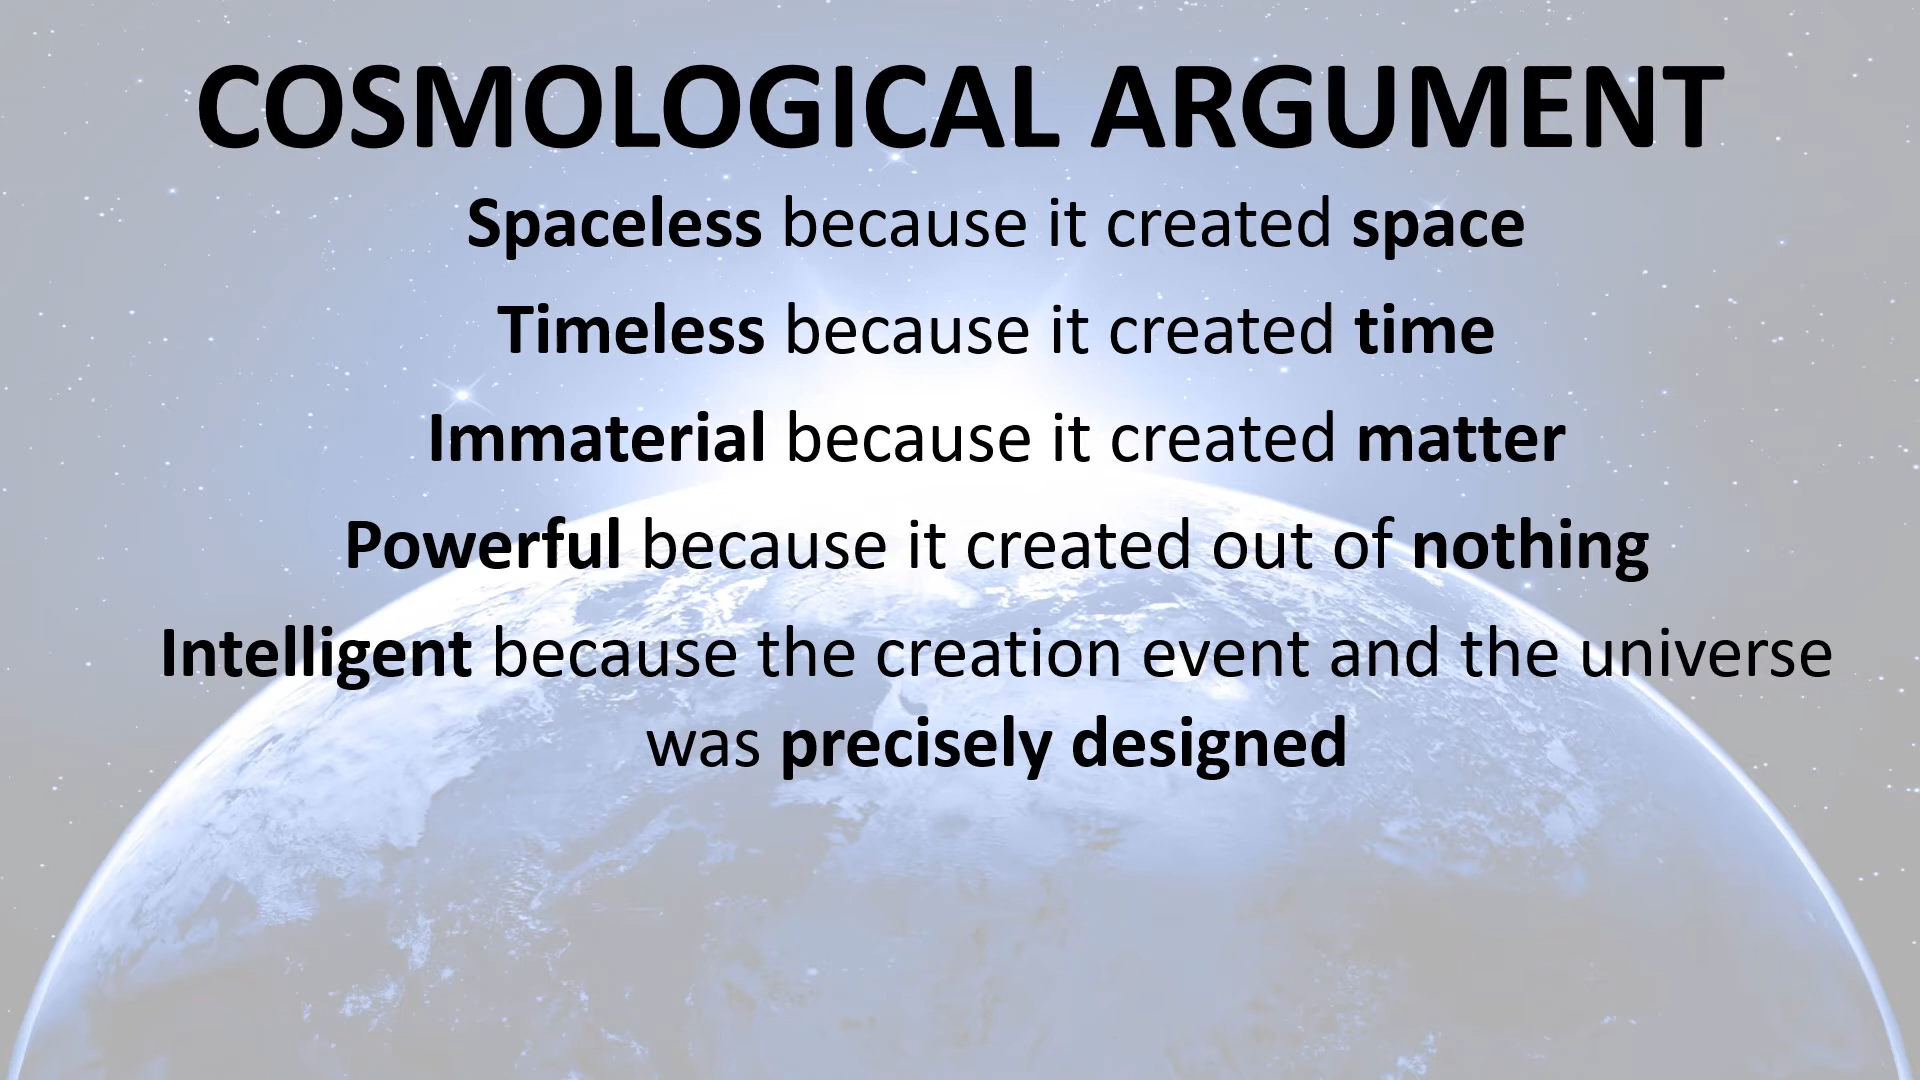 COSMOLOGICAL ARGUMENT
Spaceless because it created space
Timeless because it created time
Immaterial because it created matter
Powerful because it created out of nothing
Intelligent because the creation event and the universe
was precisely designed